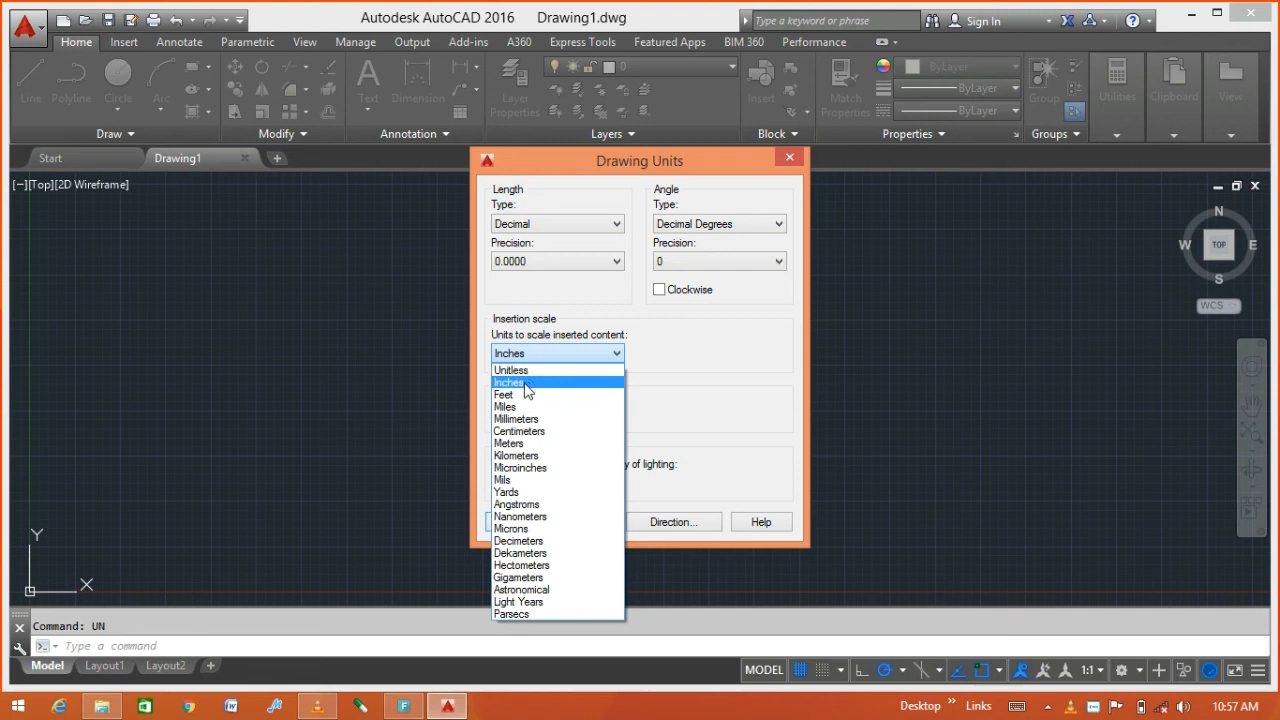 Autodesk AutoCAD 2016 Drawing1.dwg
Type a keyword or phrase
Sign In
Home Insert Annotate Parametric View Manage Output Add-ins A360 Express Tools Featured Apps BIM 360 Performance
Line Polyline Circle Arc
Text Dimension
Layer Properties
0
Insert
Match Properties
ByLayer
ByLayer
ByLayer
Group
Utilities
Clipboard
View
Draw Modify Annotation Layers Block Properties Groups
Start Drawing1
[−][Top][2D Wireframe]
Drawing Units
Length
Type:
Decimal
Precision:
0.0000
Angle
Type:
Decimal Degrees
Precision:
0
Clockwise
Insertion scale
Units to scale inserted content:
Inches
Unitless
Inches
Feet
Miles
Millimeters
Centimeters
Meters
Kilometers
Microinches
Mils
Yards
Angstroms
Nanometers
Microns
Decimeters
Dekameters
Hectometers
Gigameters
Astronomical
Light Years
Parsecs
y of lighting:
Direction...
Help
N
W TOP E
S
WCS
Y
X
Command: UN
Type a command
Model Layout1 Layout2
MODEL
1:1
Desktop Links
10:57 AM